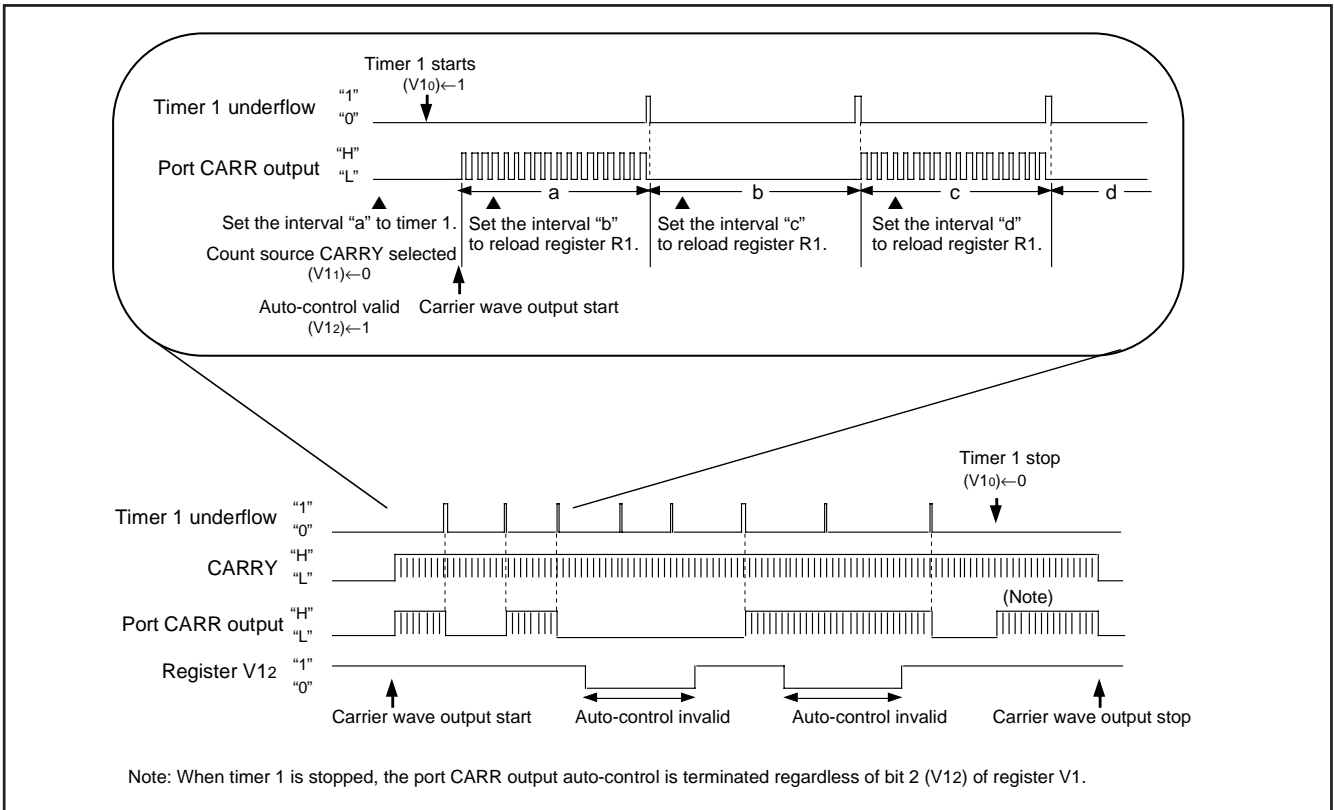 Timer 1 starts
(V10)←1
Timer 1 underflow
“1”
“0”
Port CARR output
“H”
“L”
a
b
c
d
Set the interval “a” to timer 1.
Set the interval “b”
to reload register R1.
Set the interval “c”
to reload register R1.
Set the interval “d”
to reload register R1.
Count source CARRY selected
(V11)←0
Auto-control valid
(V12)←1
Carrier wave output start
Timer 1 stop
(V10)←0
Timer 1 underflow
“1”
“0”
CARRY
“H”
“L”
(Note)
Port CARR output
“H”
“L”
Register V12
“1”
“0”
Carrier wave output start
Auto-control invalid
Auto-control invalid
Carrier wave output stop
Note: When timer 1 is stopped, the port CARR output auto-control is terminated regardless of bit 2 (V12) of register V1.